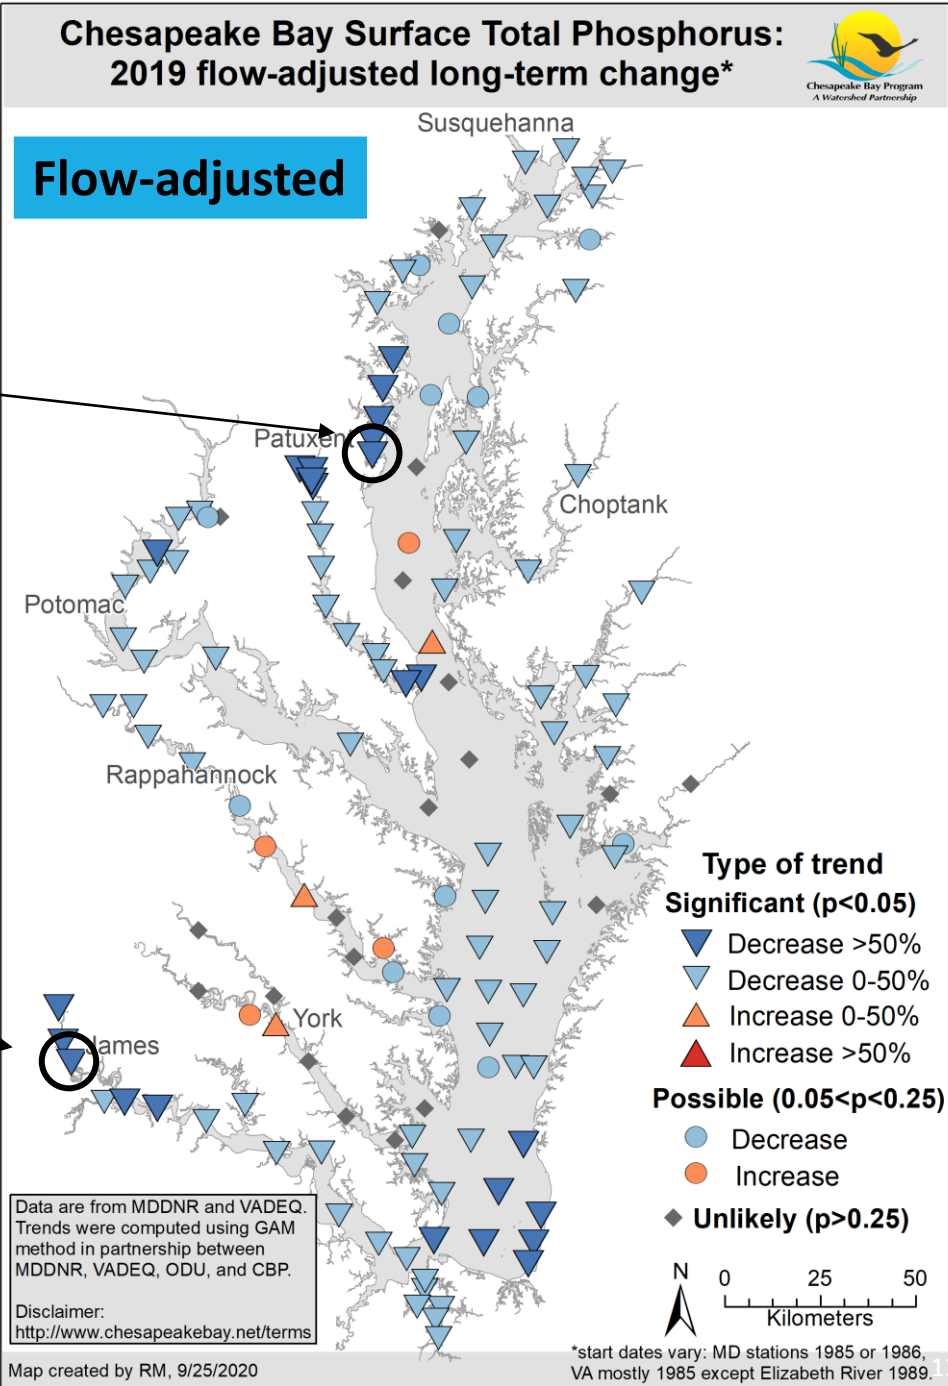 Chesapeake Bay Surface Total Phosphorus:
2019 flow-adjusted long-term change*
Chesapeake Bay Program
A Watershed Partnership
Flow-adjusted
Susquehanna
Patuxent
Choptank
Potomac
Rappahannock
York
James
Type of trend
Significant (p<0.05)
Decrease >50%
Decrease 0-50%
Increase 0-50%
Increase >50%
Possible (0.05<p<0.25)
Decrease
Increase
Unlikely (p>0.25)
Data are from MDDNR and VADEQ.
Trends were computed using GAM
method in partnership between
MDDNR, VADEQ, ODU, and CBP.
Disclaimer:
http://www.chesapeakebay.net/terms
N
0 25 50
Kilometers
*start dates vary: MD stations 1985 or 1986,
VA mostly 1985 except Elizabeth River 1989.
Map created by RM, 9/25/2020